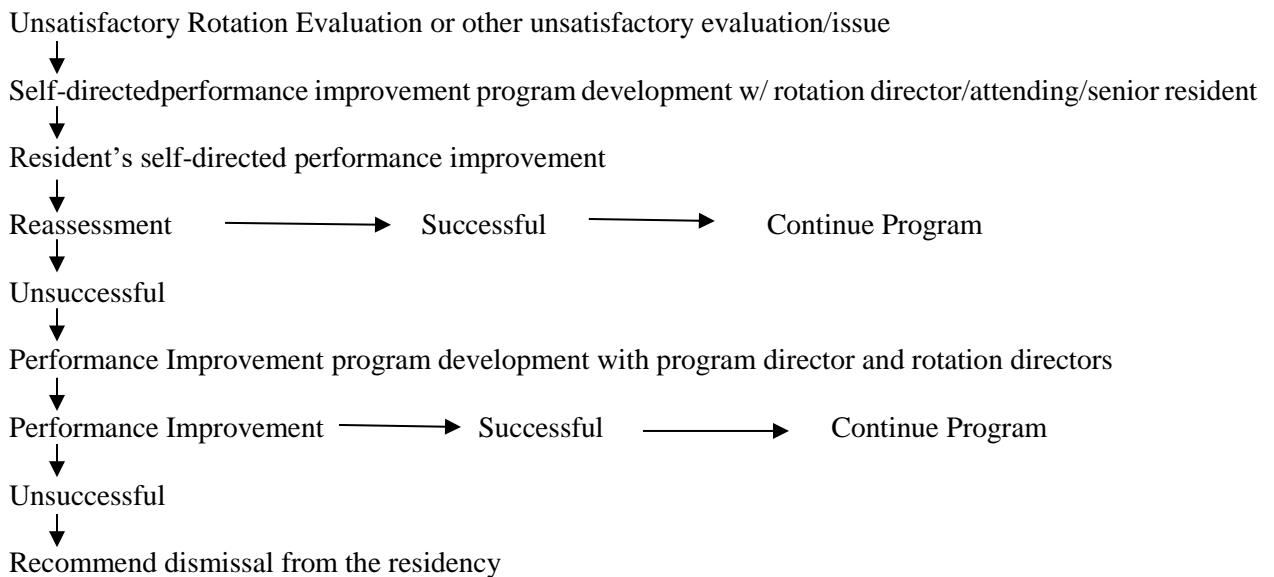 Unsatisfactory Rotation Evaluation or other unsatisfactory evaluation/issue
Self-directedperformance improvement program development w/ rotation director/attending/senior resident
Resident’s self-directed performance improvement
Reassessment Successful Continue Program
Unsuccessful
Performance Improvement program development with program director and rotation directors
Performance Improvement Successful Continue Program
Unsuccessful
Recommend dismissal from the residency